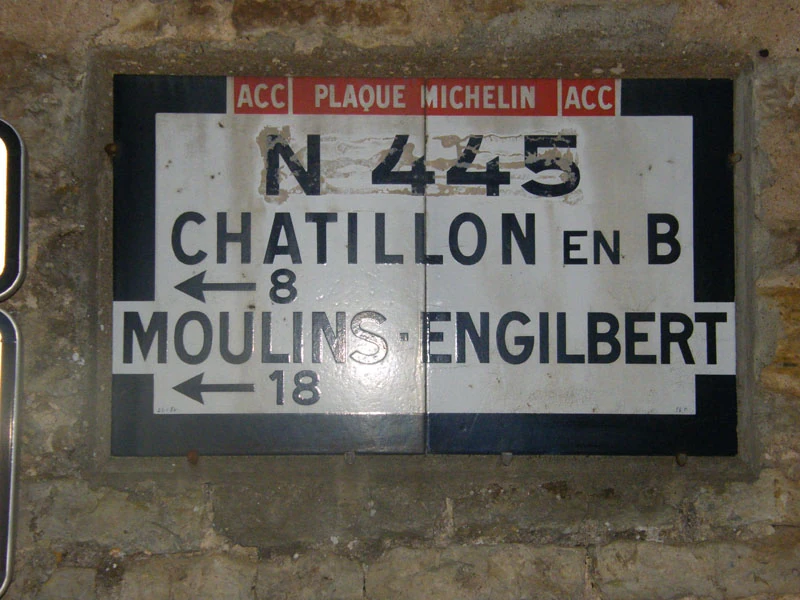 ACC PLAQUE MICHELIN ACC
N 445
CHATILLON EN B
8
MOULINS-ENGILBERT
18